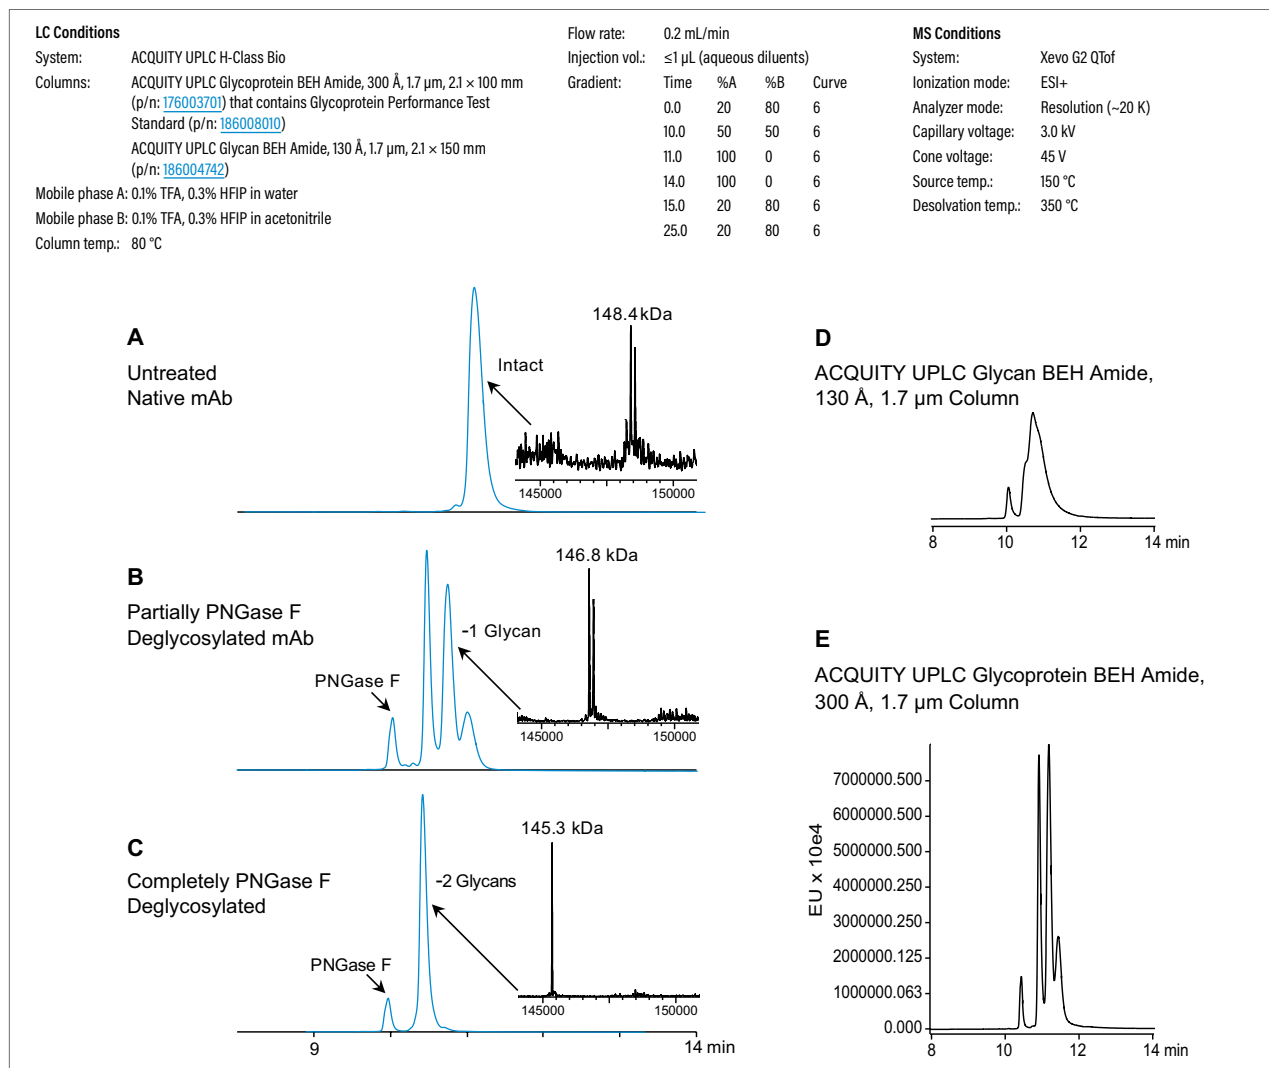 LC Conditions
System: ACQUITY UPLC H-Class Bio
Columns: ACQUITY UPLC Glycoprotein BEH Amide, 300 Å, 1.7 µm, 2.1 × 100 mm
(p/n: 176003701) that contains Glycoprotein Performance Test
Standard (p/n: 186008010)
ACQUITY UPLC Glycan BEH Amide, 130 Å, 1.7 µm, 2.1 × 150 mm
(p/n: 186004742)
Mobile phase A: 0.1% TFA, 0.3% HFIP in water
Mobile phase B: 0.1% TFA, 0.3% HFIP in acetonitrile
Column temp.: 80 °C
Flow rate: 0.2 mL/min
Injection vol.: ≤1 µL (aqueous diluents)
Gradient: Time %A %B Curve
0.0 20 80 6
10.0 50 50 6
11.0 100 0 6
14.0 100 0 6
15.0 20 80 6
25.0 20 80 6
MS Conditions
System: Xevo G2 QTof
Ionization mode: ESI+
Analyzer mode: Resolution (~20 K)
Capillary voltage: 3.0 kV
Cone voltage: 45 V
Source temp.: 150 °C
Desolvation temp.: 350 °C
A
Untreated
Native mAb
Intact
148.4 kDa
145000 150000
B
Partially PNGase F
Deglycosylated mAb
PNGase F
-1 Glycan
146.8 kDa
145000 150000
C
Completely PNGase F
Deglycosylated
PNGase F
-2 Glycans
145.3 kDa
145000 150000
9 14 min
D
ACQUITY UPLC Glycan BEH Amide,
130 Å, 1.7 µm Column
8 10 12 14 min
E
ACQUITY UPLC Glycoprotein BEH Amide,
300 Å, 1.7 µm Column
EU x 10e4
7000000.500
6000000.500
5000000.500
4000000.250
3000000.250
2000000.125
1000000.063
0.000
8 10 12 14 min